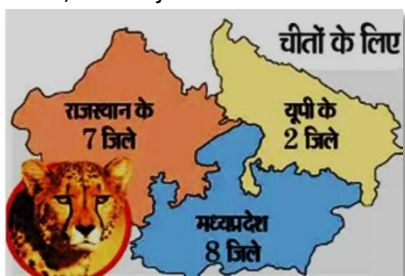 चीतों के लिए
राजस्थान के
7 जिले
यूपी के
2 जिले
मध्यप्रदेश
8 जिले